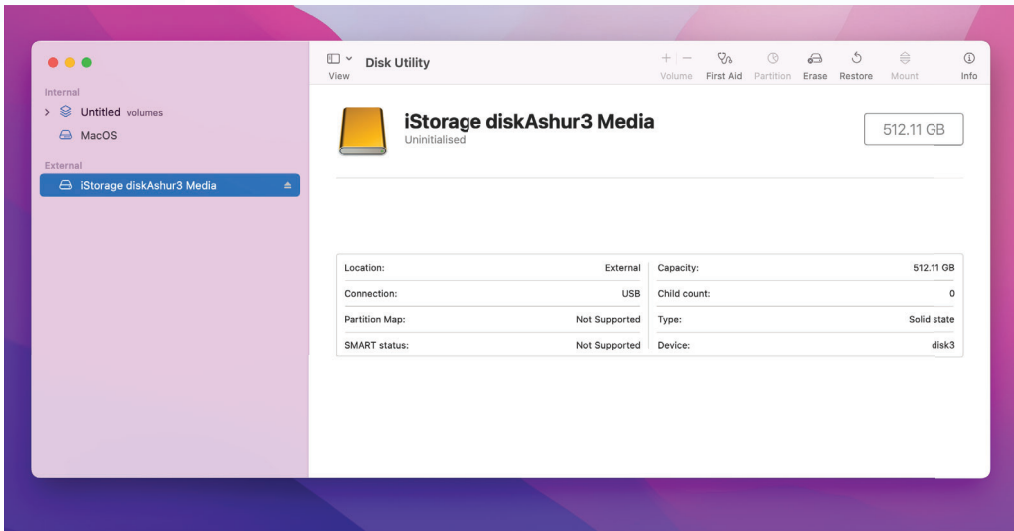 Disk Utility
View
Volume First Aid Partition Erase Restore Mount Info
Internal
Untitled volumes
MacOS
External
iStorage diskAshur3 Media
iStorage diskAshur3 Media
Uninitialised
512.11 GB
Location: External Capacity: 512.11 GB
Connection: USB Child count: 0
Partition Map: Not Supported Type: Solid state
SMART status: Not Supported Device: disk3